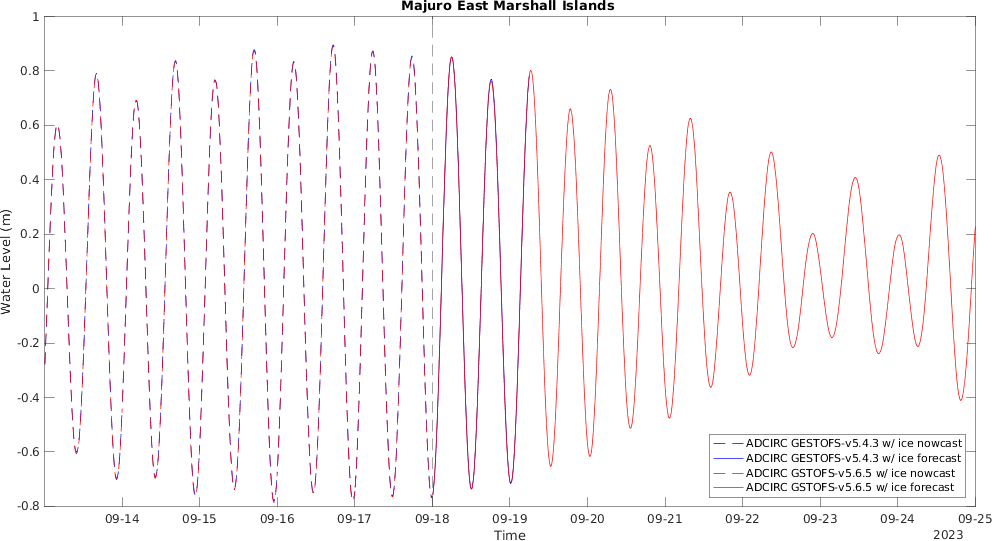 Majuro East Marshall Islands
1
0.8
0.6
0.4
0.2
0
-0.2
-0.4
-0.6
-0.8
Water Level (m)
ADCIRC GESTOFS-v5.4.3 w/ ice nowcast
ADCIRC GESTOFS-v5.4.3 w/ ice forecast
ADCIRC GSTOFS-v5.6.5 w/ ice nowcast
ADCIRC GSTOFS-v5.6.5 w/ ice forecast
09-14 09-15 09-16 09-17 09-18 09-19 09-20 09-21 09-22 09-23 09-24 09-25
Time
2023